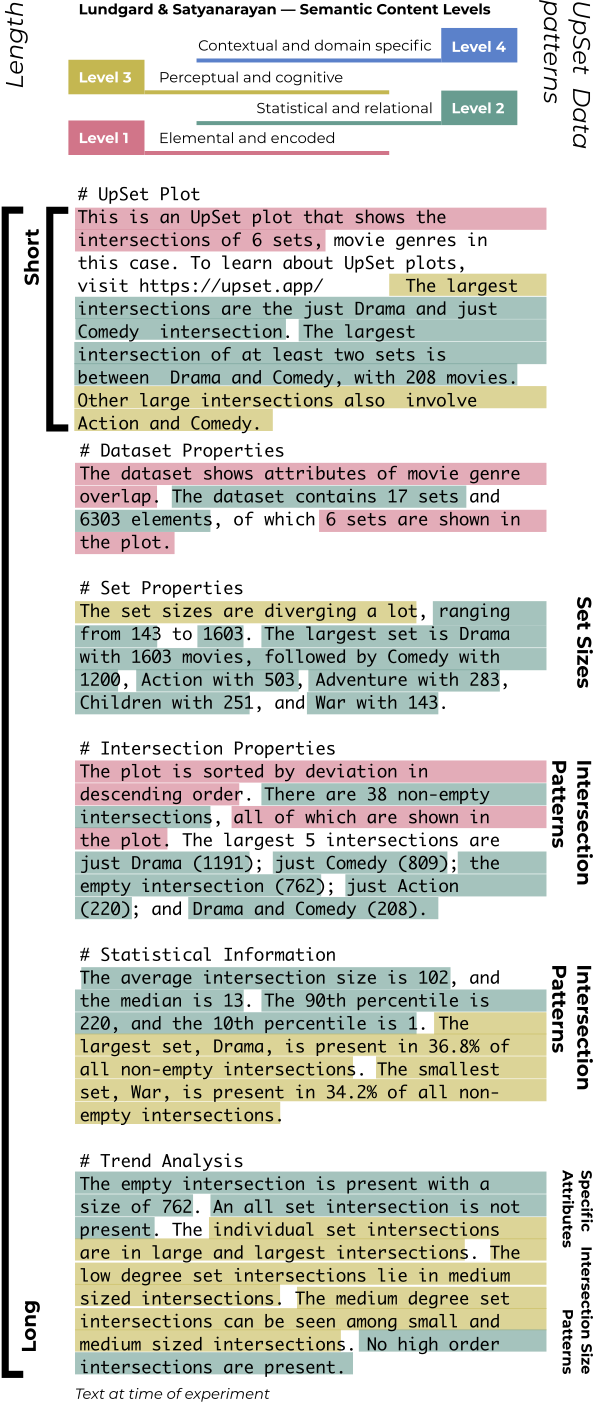 Length
Lundgard & Satyanarayan — Semantic Content Levels
UpSet Data
patterns
Contextual and domain specific Level 4
Level 3 Perceptual and cognitive
Statistical and relational Level 2
Level 1 Elemental and encoded
Short
# UpSet Plot
This is an UpSet plot that shows the
intersections of 6 sets, movie genres in
this case. To learn about UpSet plots,
visit https://upset.app/ The largest
intersections are the just Drama and just
Comedy intersection. The largest
intersection of at least two sets is
between Drama and Comedy, with 208 movies.
Other large intersections also involve
Action and Comedy.
# Dataset Properties
The dataset shows attributes of movie genre
overlap. The dataset contains 17 sets and
6303 elements, of which 6 sets are shown in
the plot.
Set Sizes
# Set Properties
The set sizes are diverging a lot, ranging
from 143 to 1603. The largest set is Drama
with 1603 movies, followed by Comedy with
1200, Action with 503, Adventure with 283,
Children with 251, and War with 143.
Intersection
Patterns
# Intersection Properties
The plot is sorted by deviation in
descending order. There are 38 non-empty
intersections, all of which are shown in
the plot. The largest 5 intersections are
just Drama (1191); just Comedy (809); the
empty intersection (762); just Action
(220); and Drama and Comedy (208).
Intersection
Patterns
# Statistical Information
The average intersection size is 102, and
the median is 13. The 90th percentile is
220, and the 10th percentile is 1. The
largest set, Drama, is present in 36.8% of
all non-empty intersections. The smallest
set, War, is present in 34.2% of all non-
empty intersections.
Specific
Attributes
Intersection Size
Patterns
# Trend Analysis
The empty intersection is present with a
size of 762. An all set intersection is not
present. The individual set intersections
are in large and largest intersections. The
low degree set intersections lie in medium
sized intersections. The medium degree set
intersections can be seen among small and
medium sized intersections. No high order
intersections are present.
Long
Text at time of experiment